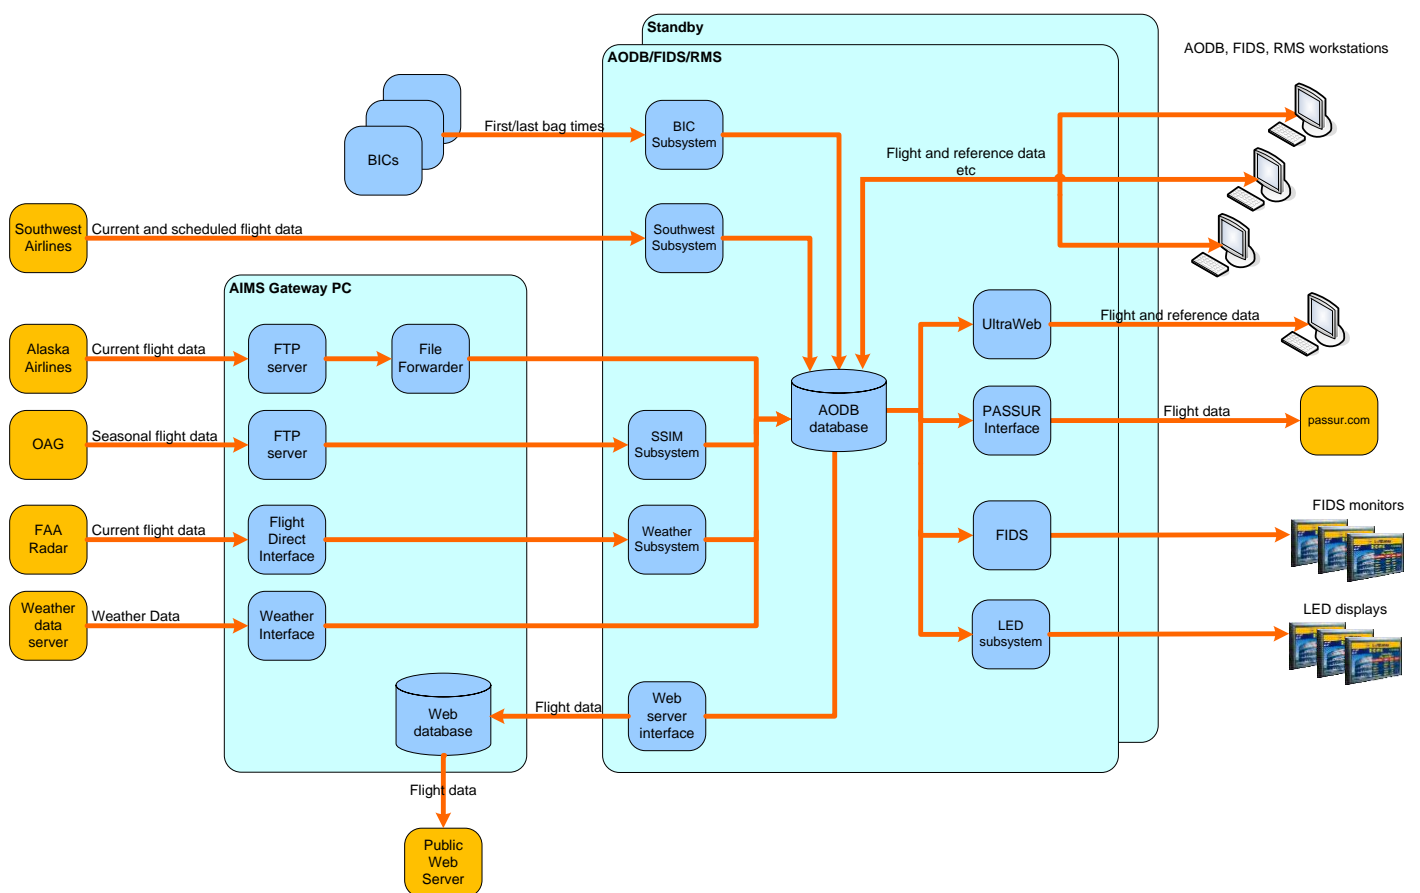 Standby
AODB/FIDS/RMS
AODB, FIDS, RMS workstations
BICs
First/last bag times
BIC
Subsystem
Flight and reference data
etc
Southwest
Airlines
Current and scheduled flight data
Southwest
Subsystem
AIMS Gateway PC
Alaska
Airlines
Current flight data
FTP
server
File
Forwarder
UltraWeb
Flight and reference data
AODB
database
PASSUR
Interface
Flight data
passur.com
OAG
Seasonal flight data
FTP
server
SSIM
Subsystem
FAA
Radar
Current flight data
Flight
Direct
Interface
Weather
Subsystem
FIDS
FIDS monitors
Weather
data
server
Weather Data
Weather
Interface
LED
subsystem
LED displays
Web
database
Flight data
Web
server
interface
Flight data
Public
Web
Server